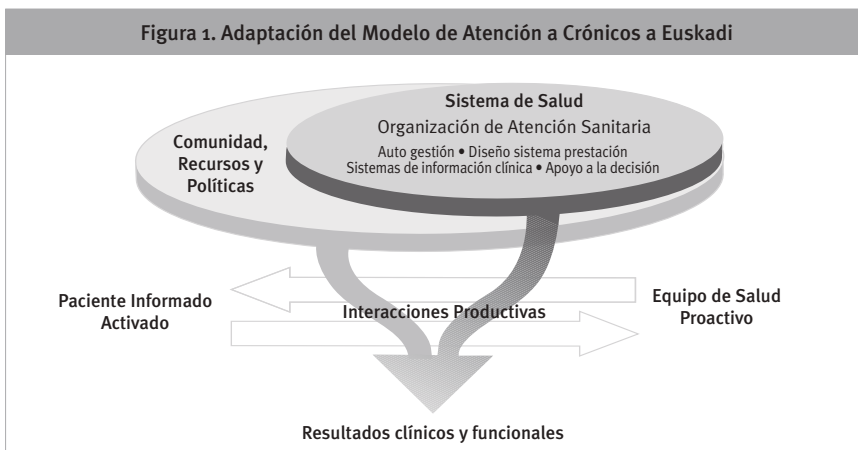 Figura 1. Adaptación del Modelo de Atención a Crónicos a Euskadi
Sistema de Salud
Organización de Atención Sanitaria
Auto gestión • Diseño sistema prestación
Sistemas de información clínica • Apoyo a la decisión
Comunidad,
Recursos y
Políticas
Paciente Informado
Activado
Interacciones Productivas
Equipo de Salud
Proactivo
Resultados clínicos y funcionales